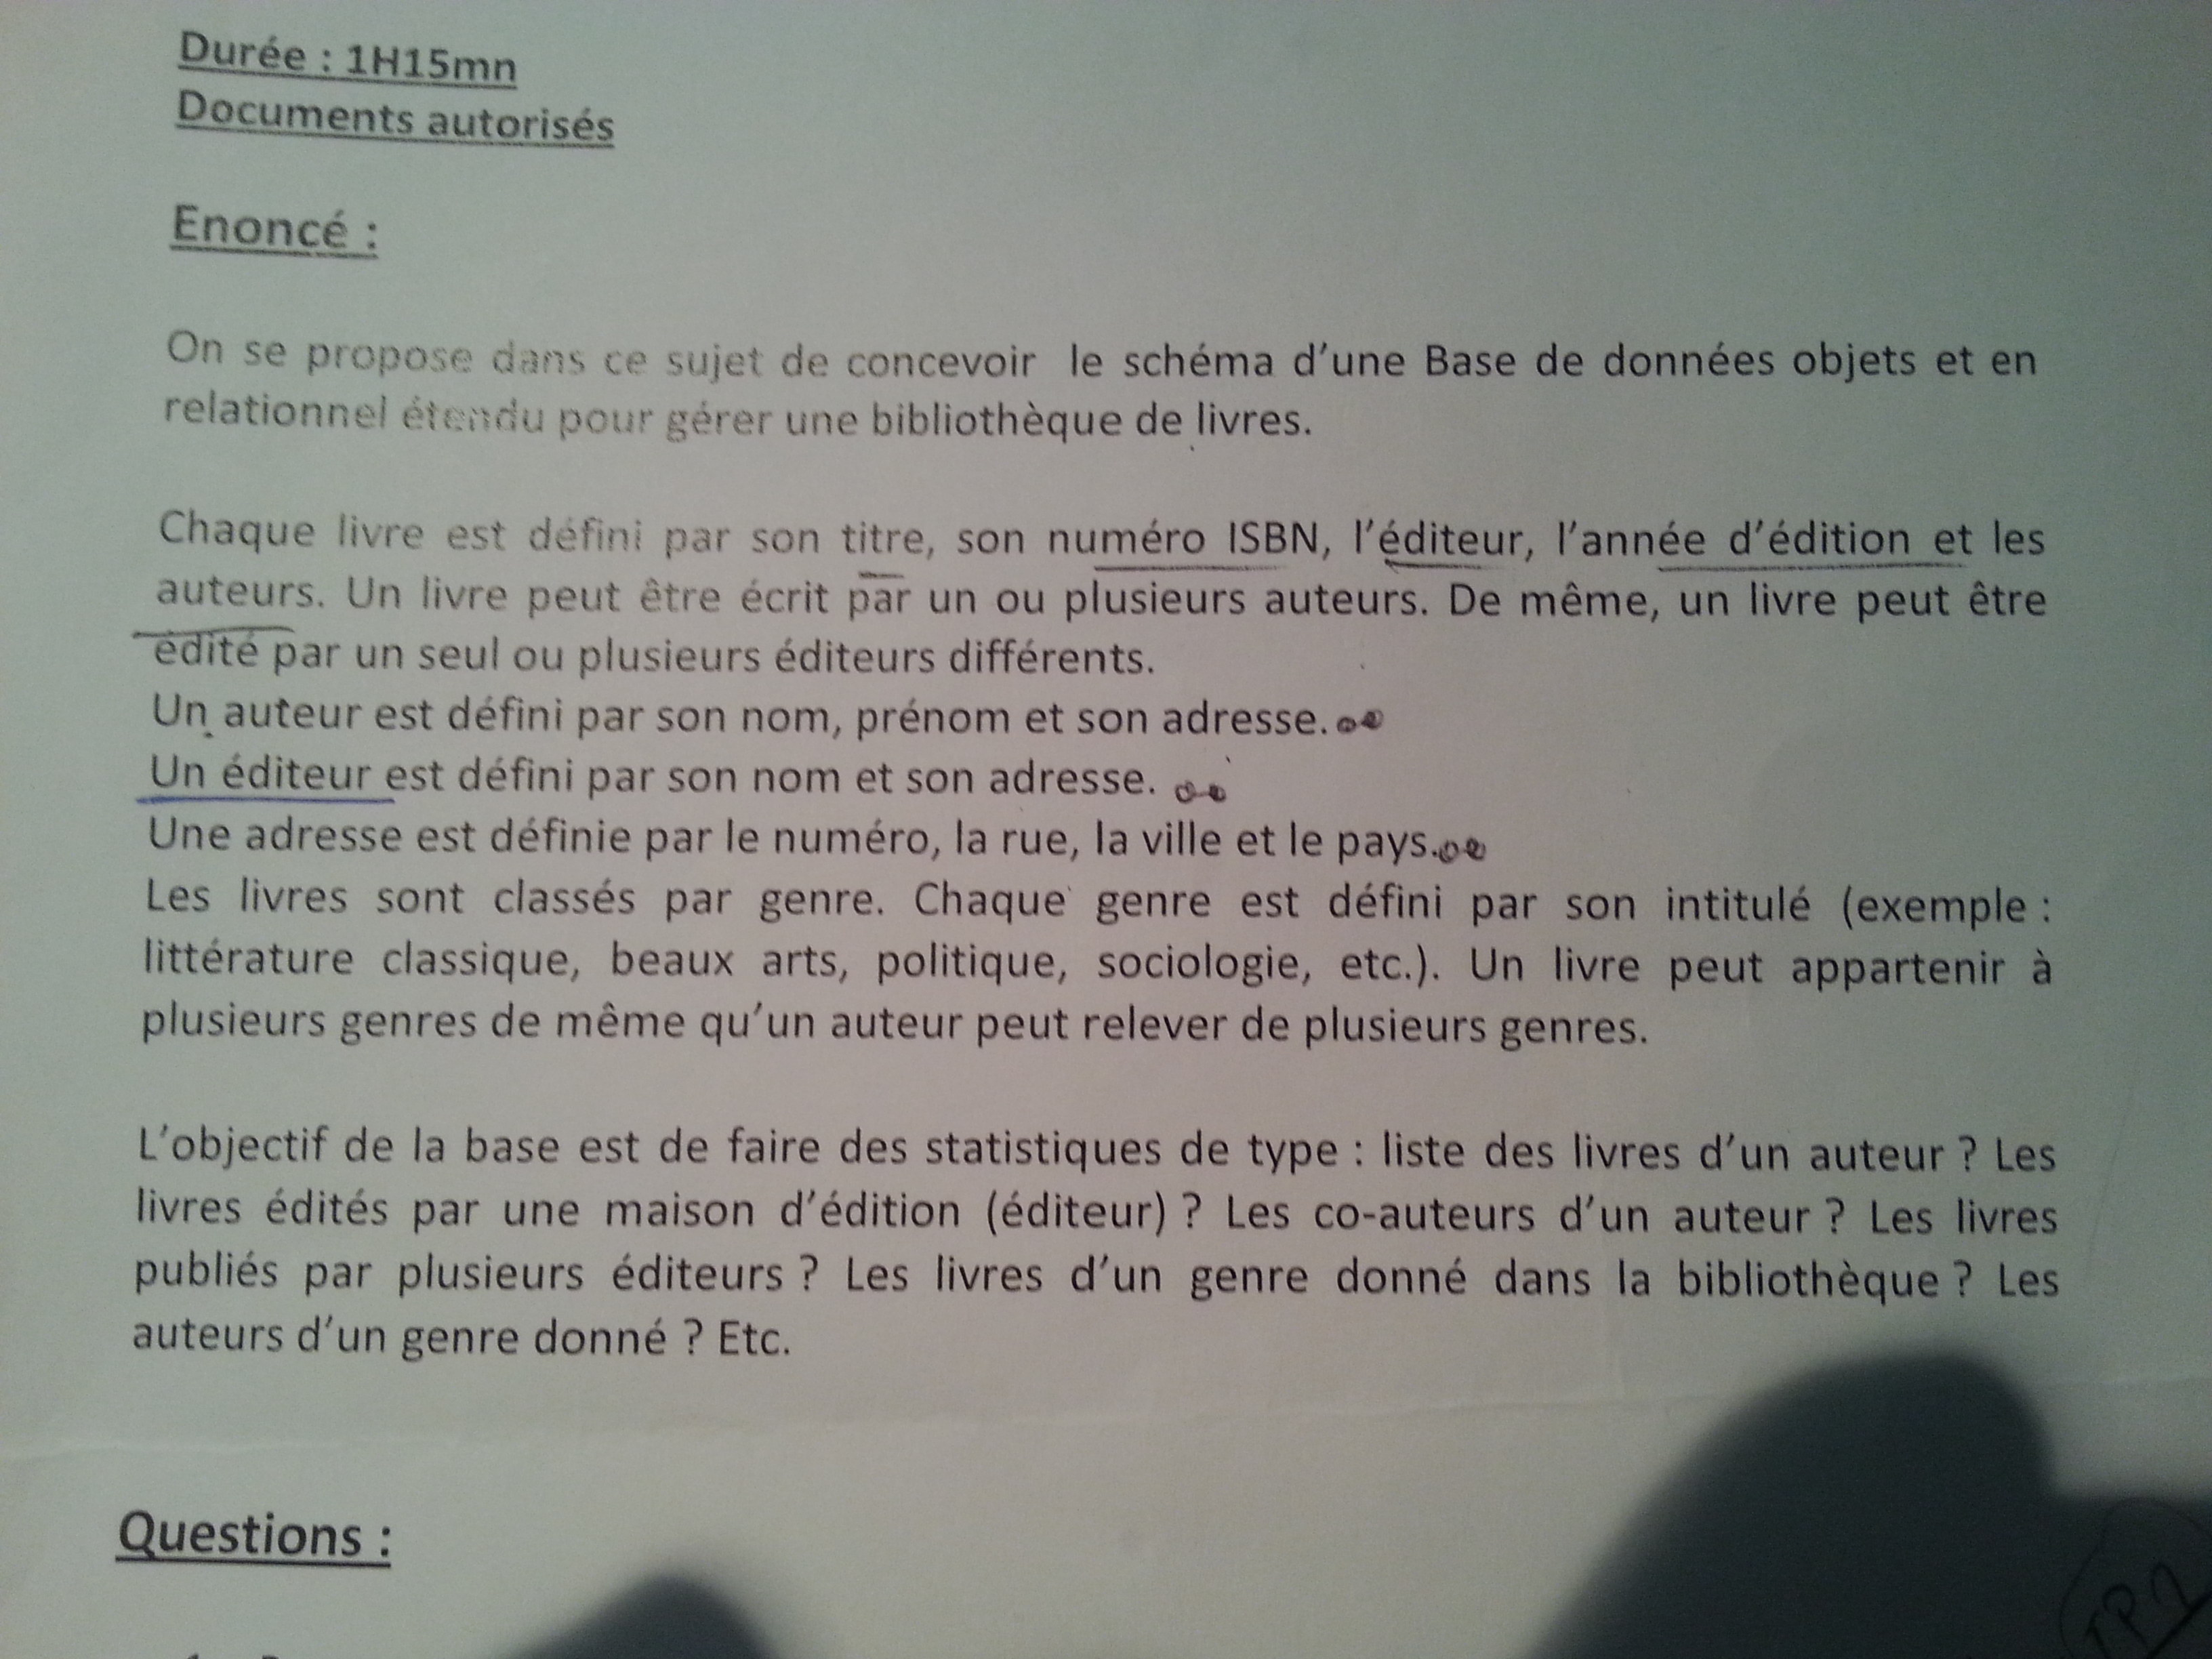 Durée : 1H15mn
Documents autorisés
Enoncé :
On se propose dans ce sujet de concevoir le schéma d'une Base de données objets et en
relationnel étendu pour gérer une bibliothèque de livres.
Chaque livre est défini par son titre, son numéro ISBN, l'éditeur, l'année d'édition et les
auteurs. Un livre peut être écrit par un ou plusieurs auteurs. De même, un livre peut être
édité par un seul ou plusieurs éditeurs différents.
Un auteur est défini par son nom, prénom et son adresse.
Un éditeur est défini par son nom et son adresse.
Une adresse est définie par le numéro, la rue, la ville et le pays.
Les livres sont classés par genre. Chaque genre est défini par son intitulé (exemple :
littérature classique, beaux arts, politique, sociologie, etc.). Un livre peut appartenir à
plusieurs genres de même qu'un auteur peut relever de plusieurs genres.
L'objectif de la base est de faire des statistiques de type : liste des livres d'un auteur ? Les
livres édités par une maison d'édition (éditeur) ? Les co-auteurs d'un auteur ? Les livres
publiés par plusieurs éditeurs ? Les livres d'un genre donné dans la bibliothèque ? Les
auteurs d'un genre donné ? Etc.
Questions :